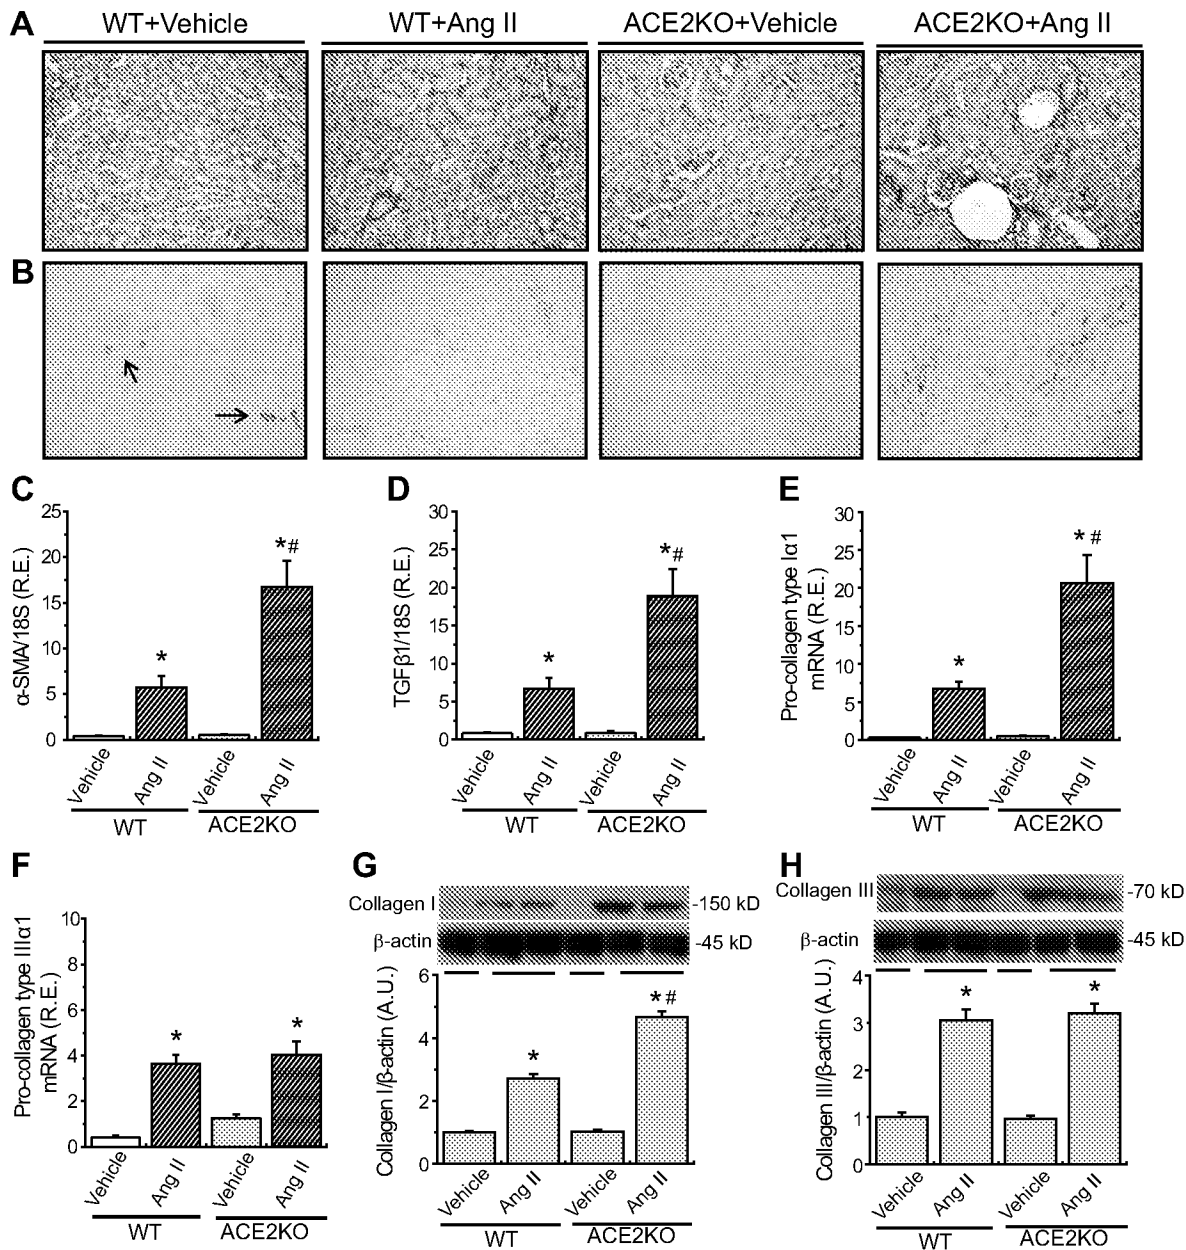 A WT+Vehicle WT+Ang II ACE2KO+Vehicle ACE2KO+Ang II
B
C
α-SMA/18S (R.E.)
25
20
15
10
5
0
* *#
Vehicle Ang II Vehicle Ang II
WT ACE2KO
D
TGFβ1/18S (R.E.)
30
25
20
15
10
5
0
* *#
Vehicle Ang II Vehicle Ang II
WT ACE2KO
E
Pro-collagen type Iα1
mRNA (R.E.)
30
25
20
15
10
5
0
* * #
Vehicle Ang II Vehicle Ang II
WT ACE2KO
F
Pro-collagen type IIIα1
mRNA (R.E.)
10
8
6
4
2
0
* *
Vehicle Ang II Vehicle Ang II
WT ACE2KO
G
Collagen I -150 kD
β-actin -45 kD
Collagen I/β-actin (A.U.)
6
4
2
0
* * #
Vehicle Ang II Vehicle Ang II
WT ACE2KO
H
Collagen III -70 kD
β-actin -45 kD
Collagen III/β-actin (A.U.)
4
3
2
1
0
* *
Vehicle Ang II Vehicle Ang II
WT ACE2KO